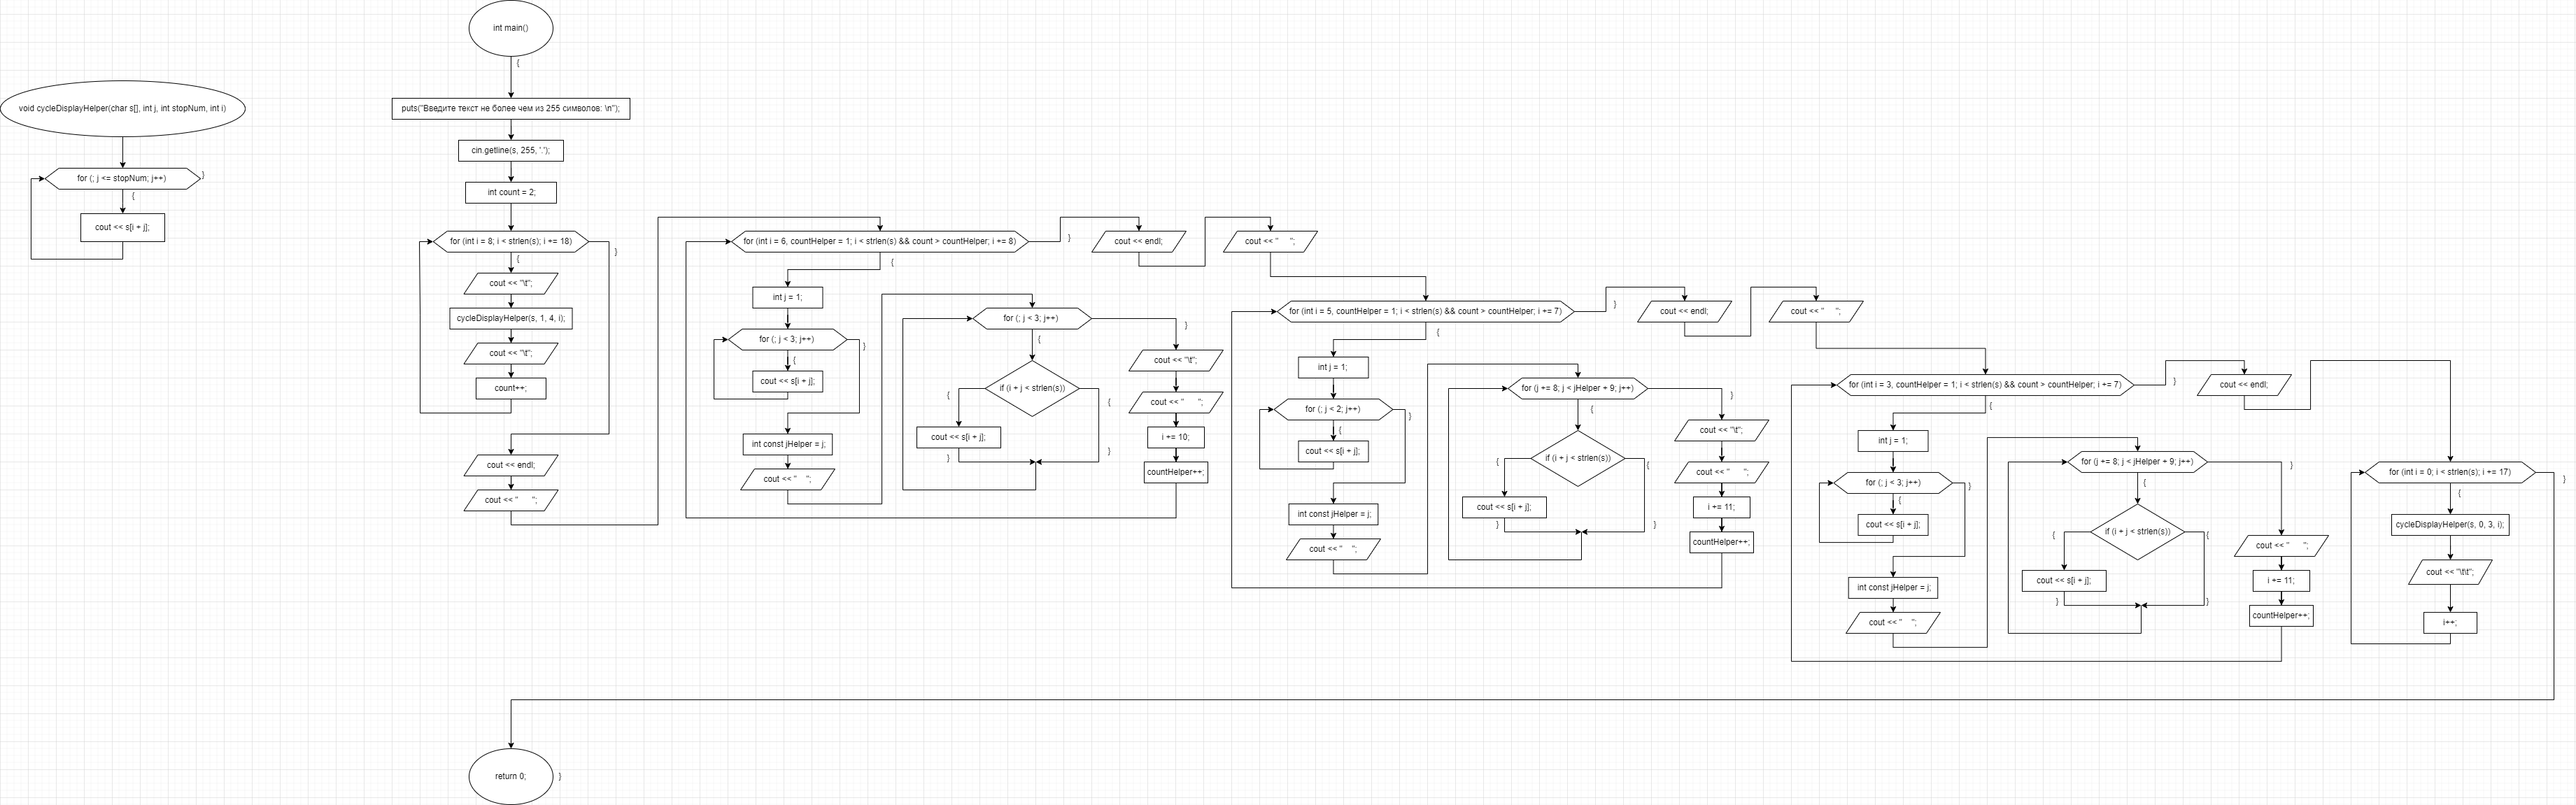 void cycleDisplayHelper(char s[], int j, int stopNum, int i)
for (; j <= stopNum; j++)
}
{
cout << s[i + j];
int main()
{
puts("Введите текст не более чем из 255 символов: \n");
cin.getline(s, 255, '.');
int count = 2;
for (int i = 8; i < strlen(s); i += 18)
}
{
cout << "\t";
cycleDisplayHelper(s, 1, 4, i);
cout << "\t";
count++;
cout << endl;
cout << "      ";
for (int i = 6, countHelper = 1; i < strlen(s) && count > countHelper; i += 8)
}
{
int j = 1;
for (; j < 3; j++)
}
{
cout << s[i + j];
int const jHelper = j;
cout << "    ";
for (; j < 3; j++)
}
{
if (i + j < strlen(s))
{
{
cout << s[i + j];
}
}
cout << "\t";
cout << "      ";
i += 10;
countHelper++;
cout << endl;
cout << "     ";
for (int i = 5, countHelper = 1; i < strlen(s) && count > countHelper; i += 7)
}
{
int j = 1;
for (; j < 2; j++)
}
{
cout << s[i + j];
int const jHelper = j;
cout << "    ";
for (j += 8; j < jHelper + 9; j++)
}
{
if (i + j < strlen(s))
{
{
cout << s[i + j];
}
}
cout << "\t";
cout << "     ";
i += 11;
countHelper++;
cout << endl;
cout << "     ";
for (int i = 3, countHelper = 1; i < strlen(s) && count > countHelper; i += 7)
}
{
int j = 1;
for (; j < 3; j++)
}
{
cout << s[i + j];
int const jHelper = j;
cout << "    ";
for (j += 8; j < jHelper + 9; j++)
}
{
if (i + j < strlen(s))
{
{
cout << s[i + j];
}
}
cout << "      ";
i += 11;
countHelper++;
cout << endl;
for (int i = 0; i < strlen(s); i += 17)
}
{
cycleDisplayHelper(s, 0, 3, i);
cout << "\t\t";
i++;
return 0;
}